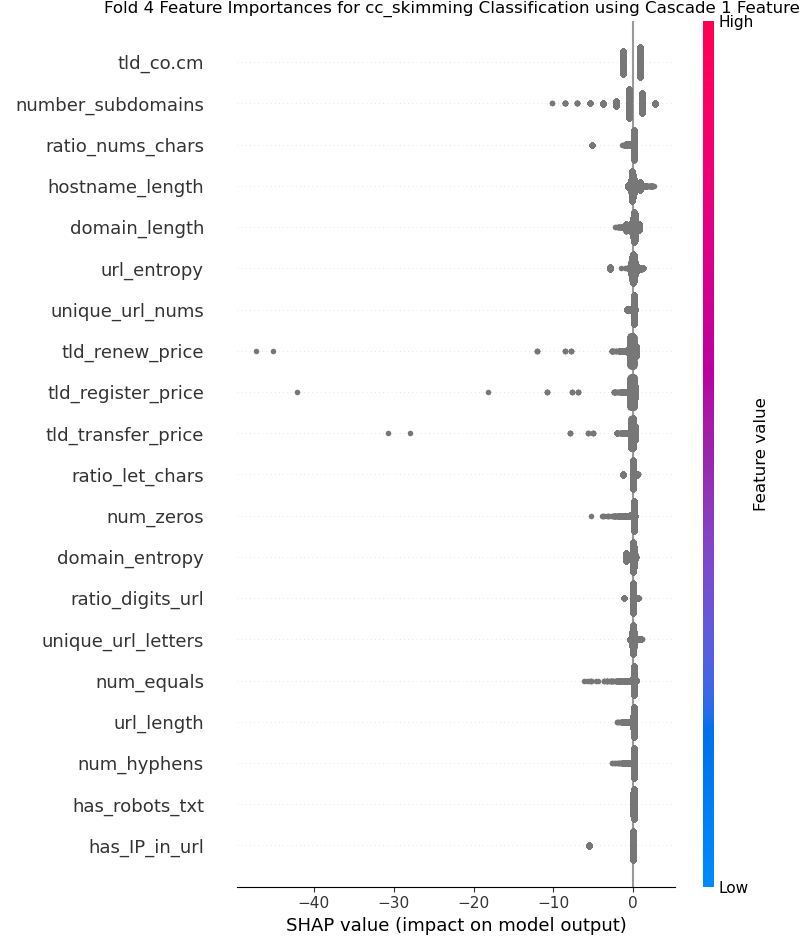 Fold 4 Feature Importances for cc_skimming Classification using Cascade 1 Feature
High
tld_co.cm
number_subdomains
ratio_nums_chars
hostname_length
domain_length
url_entropy
unique_url_nums
tld_renew_price
tld_register_price
tld_transfer_price
ratio_let_chars
num_zeros
domain_entropy
ratio_digits_url
unique_url_letters
num_equals
url_length
num_hyphens
has_robots_txt
has_IP_in_url
Feature value
Low
−40 −30 −20 −10 0
SHAP value (impact on model output)